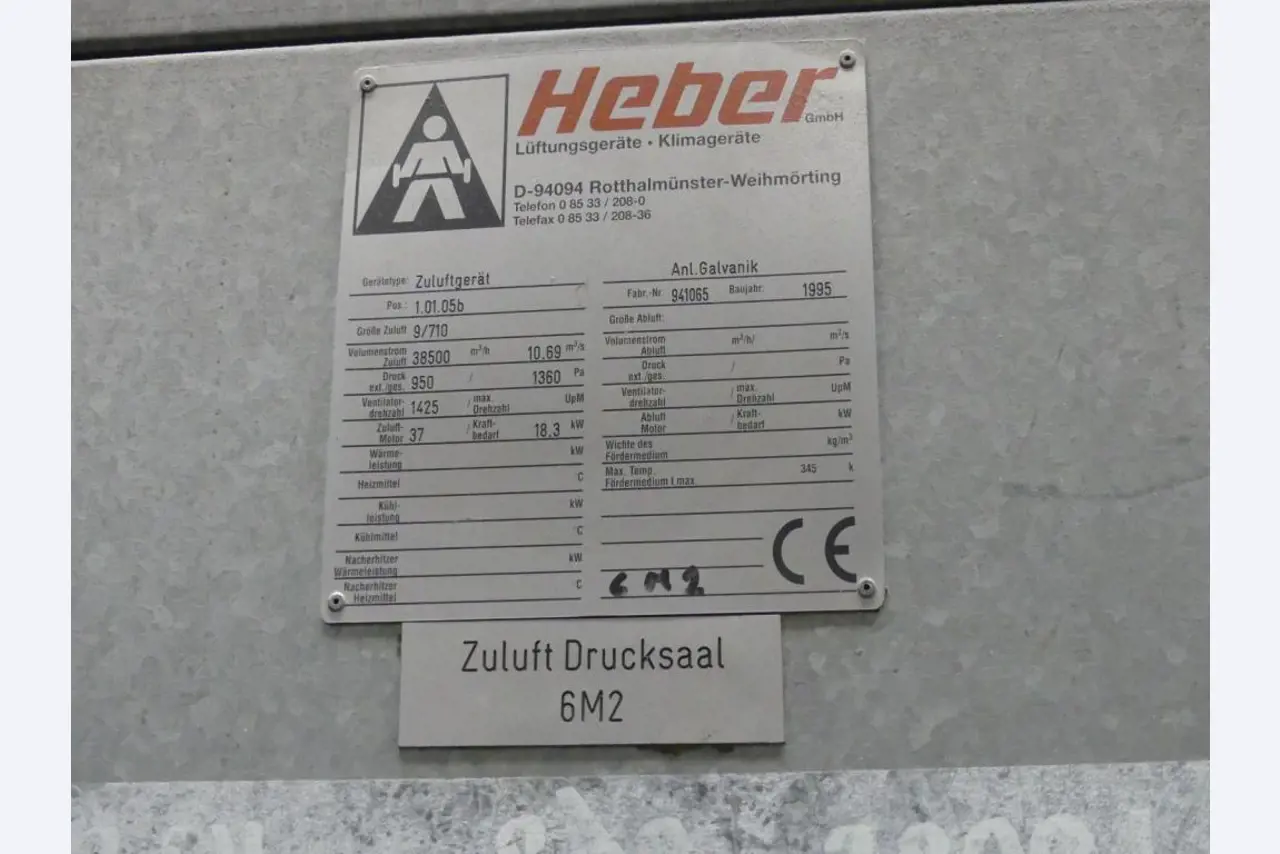 Heber GmbH
Lüftungsgeräte • Klimageräte
D-94094 Rotthalmünster-Weihmörting
Telefon 0 85 33 / 208-0
Telefax 0 85 33 / 208-36
Gerätetype: Zuluftgerät
Pos.: 1.01.05b
Größe Zuluft 9/710
Volumenstrom Zuluft 38500 m³/h 10.69 m³/s
Druck ext./ges. 950 / 1360 Pa
Ventilator-drehzahl 1425 / max. Drehzahl UpM
Zuluft-Motor 37 / Kraft-bedarf 18.3 kW
Wärme-leistung kW
Heizmittel C
Kühl-leistung kW
Kühlmittel °C
Nacherhitzer Wärmeleistung kW
Nacherhitzer Heizmittel C
Anl.Galvanik
Fabr.-Nr. 941065 Baujahr: 1995
Größe Abluft:
Volumenstrom Abluft m³/h/ m³/s
Druck ext./ges. / Pa
Ventilator-drehzahl / max. Drehzahl UpM
Abluft Motor / Kraft-bedarf kW
Wichte des Fördermedium kg/m³
Max. Temp. Fördermedium t max. 345 k
CE
6M2
Zuluft Drucksaal
6M2